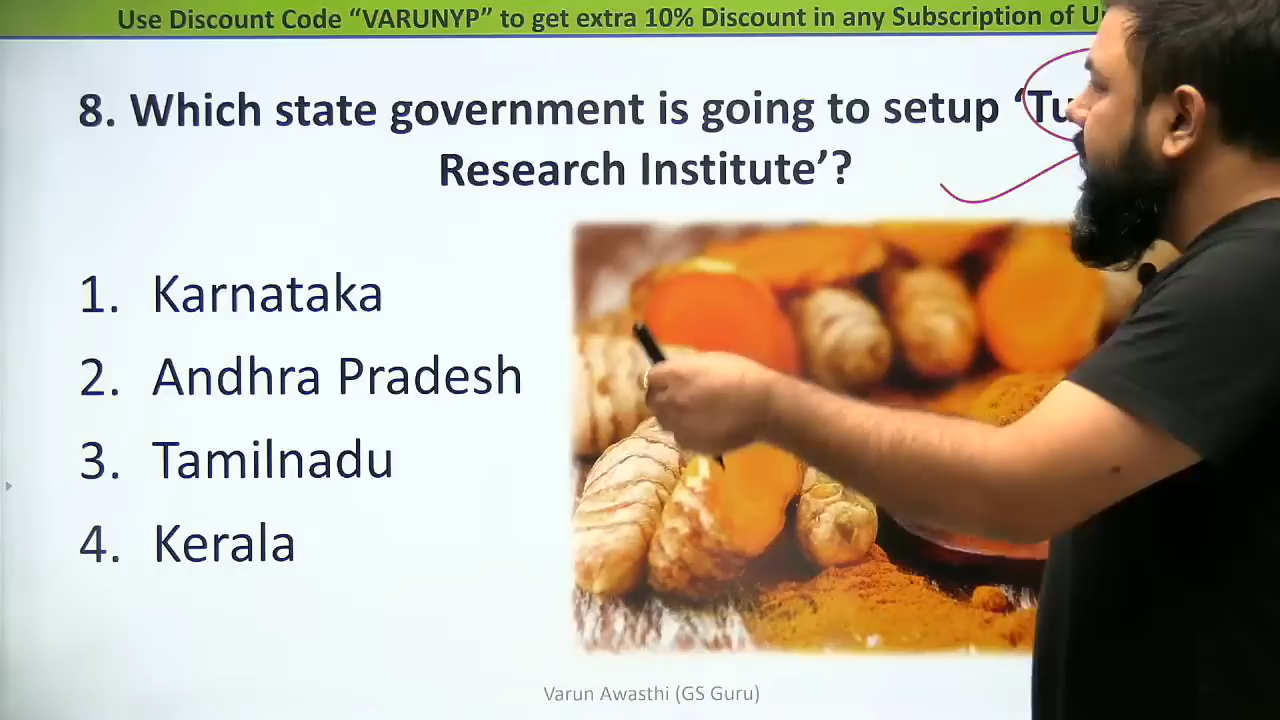 Use Discount Code “VARUNYP” to get extra 10% Discount in any Subscription of
8. Which state government is going to setup ‘
Research Institute’?
1. Karnataka
2. Andhra Pradesh
3. Tamilnadu
4. Kerala
Varun Awasthi (GS Guru)